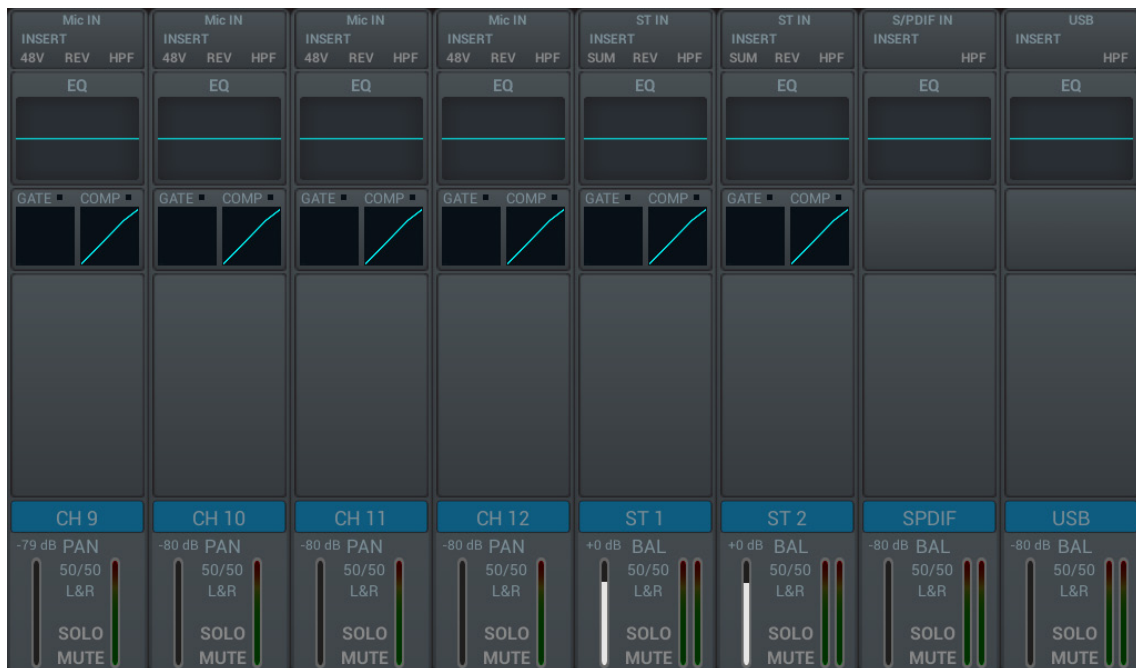 Mic IN Mic IN Mic IN Mic IN ST IN ST IN S/PDIF IN USB
INSERT INSERT INSERT INSERT INSERT INSERT INSERT INSERT
48V REV HPF 48V REV HPF 48V REV HPF 48V REV HPF SUM REV HPF SUM REV HPF HPF HPF
EQ EQ EQ EQ EQ EQ EQ EQ
GATE COMP GATE COMP GATE COMP GATE COMP GATE COMP GATE COMP
CH 9 CH 10 CH 11 CH 12 ST 1 ST 2 SPDIF USB
-79 dB PAN -80 dB PAN -80 dB PAN -80 dB PAN +0 dB BAL +0 dB BAL -80 dB BAL -80 dB BAL
50/50 50/50 50/50 50/50 50/50 50/50 50/50 50/50
L&R L&R L&R L&R L&R L&R L&R L&R
SOLO SOLO SOLO SOLO SOLO SOLO SOLO SOLO
MUTE MUTE MUTE MUTE MUTE MUTE MUTE MUTE